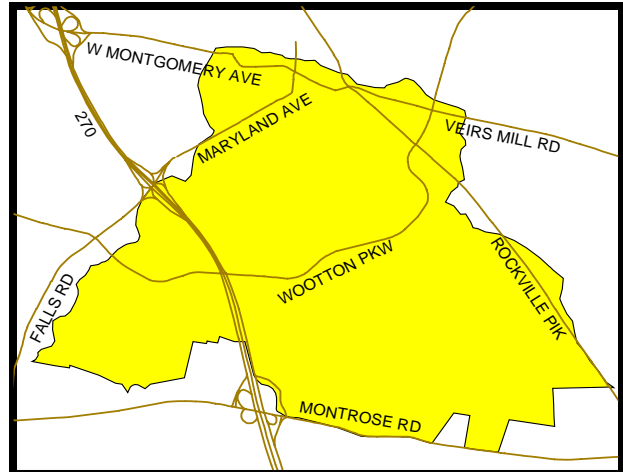 W MONTGOMERY AVE
270
MARYLAND AVE
VEIRS MILL RD
WOOTTON PKW
ROCKVILLE PIK
FALLS RD
MONTROSE RD